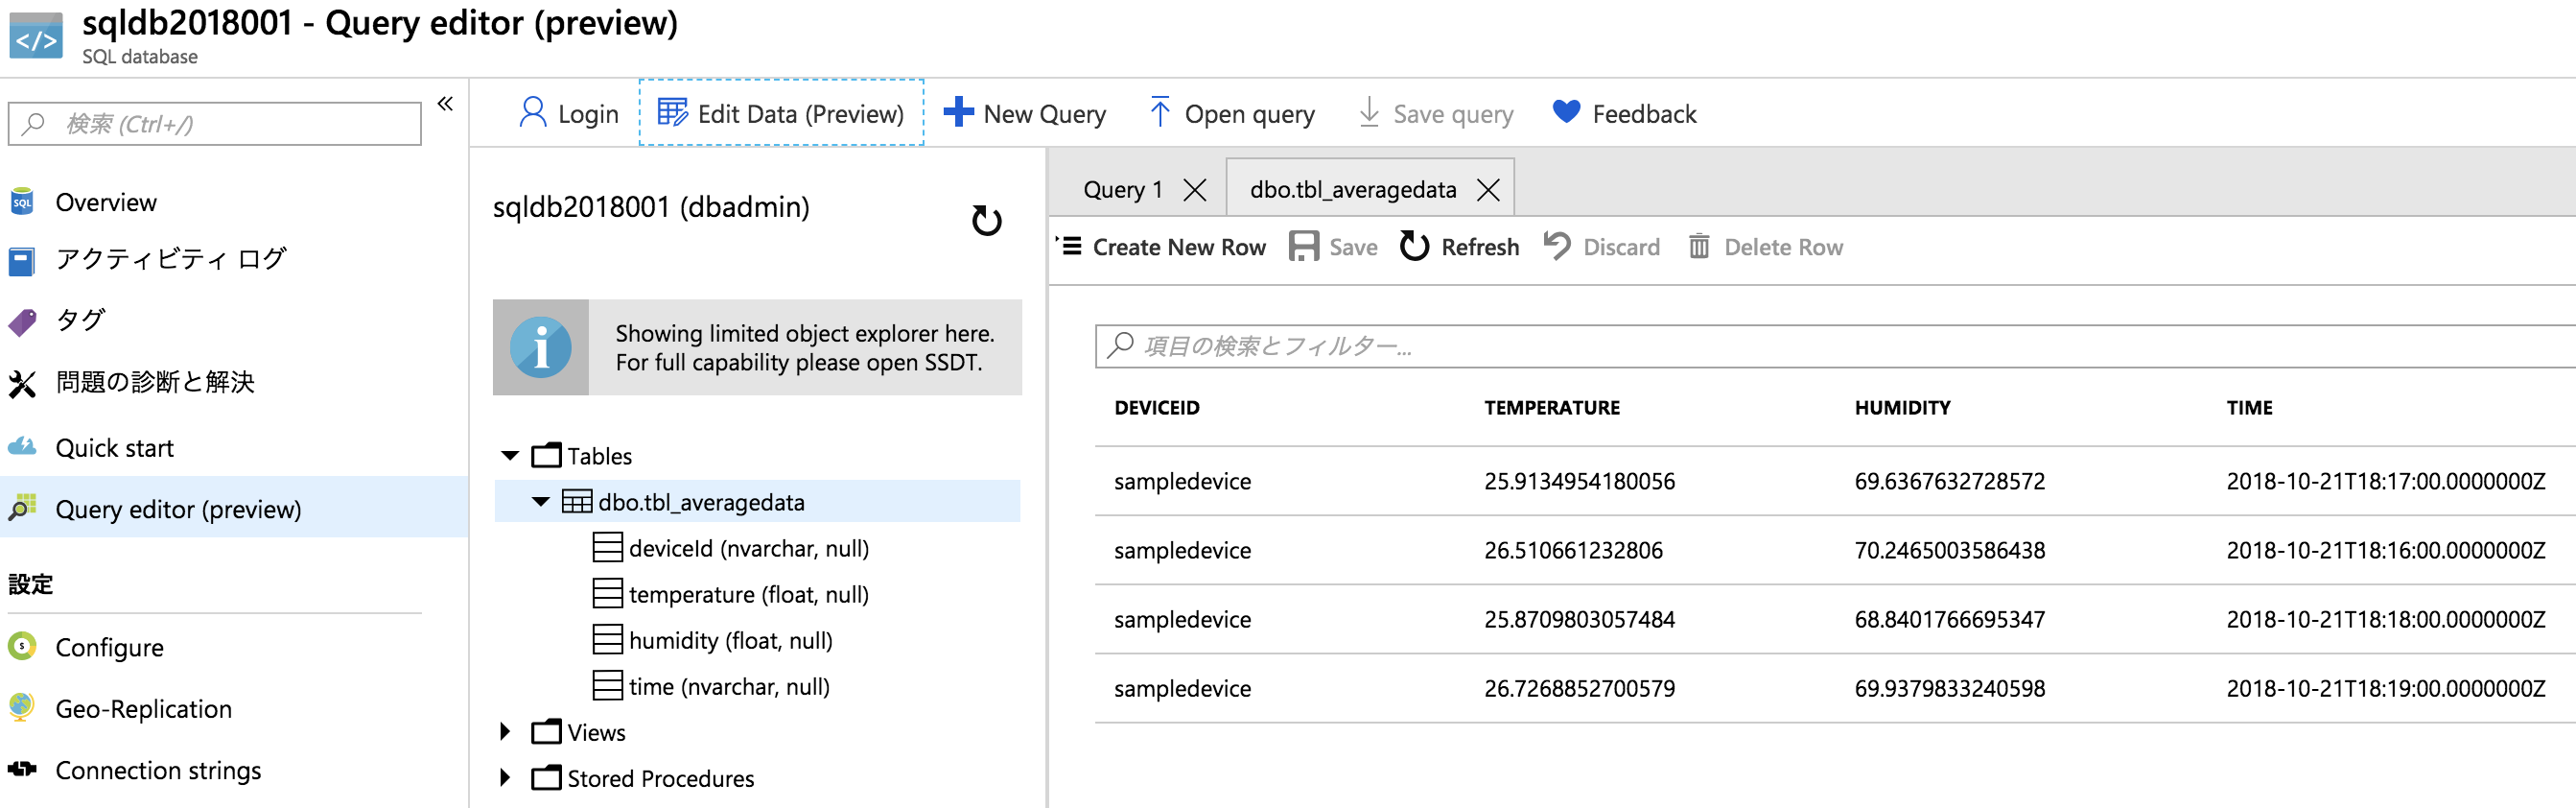 sqldb2018001 - Query editor (preview)
SQL database
検索 (Ctrl+/)
Overview
アクティビティ ログ
タグ
問題の診断と解決
Quick start
Query editor (preview)
設定
Configure
Geo-Replication
Connection strings
Login Edit Data (Preview) New Query Open query Save query Feedback
sqldb2018001 (dbadmin)
Showing limited object explorer here.
For full capability please open SSDT.
Tables
dbo.tbl_averagedata
deviceId (nvarchar, null)
temperature (float, null)
humidity (float, null)
time (nvarchar, null)
Views
Stored Procedures
Query 1 dbo.tbl_averagedata
Create New Row Save Refresh Discard Delete Row
項目の検索とフィルター...
DEVICEID TEMPERATURE HUMIDITY TIME
sampledevice 25.9134954180056 69.6367632728572 2018-10-21T18:17:00.0000000Z
sampledevice 26.510661232806 70.2465003586438 2018-10-21T18:16:00.0000000Z
sampledevice 25.8709803057484 68.8401766695347 2018-10-21T18:18:00.0000000Z
sampledevice 26.7268852700579 69.9379833240598 2018-10-21T18:19:00.0000000Z